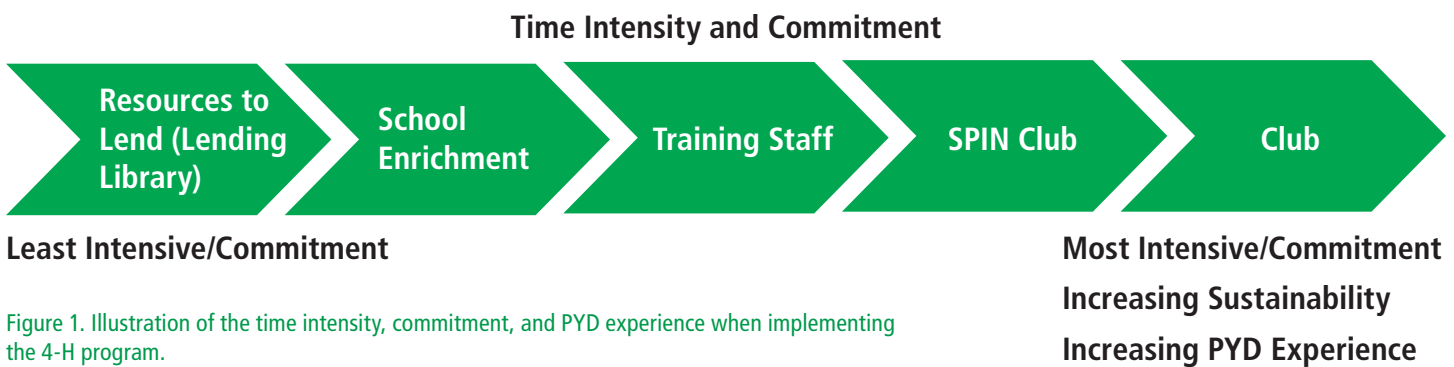 Time Intensity and Commitment
Resources to
Lend (Lending
Library)
School
Enrichment
Training Staff
SPIN Club
Club
Least Intensive/Commitment
Most Intensive/Commitment
Increasing Sustainability
Increasing PYD Experience
Figure 1. Illustration of the time intensity, commitment, and PYD experience when implementing
the 4-H program.